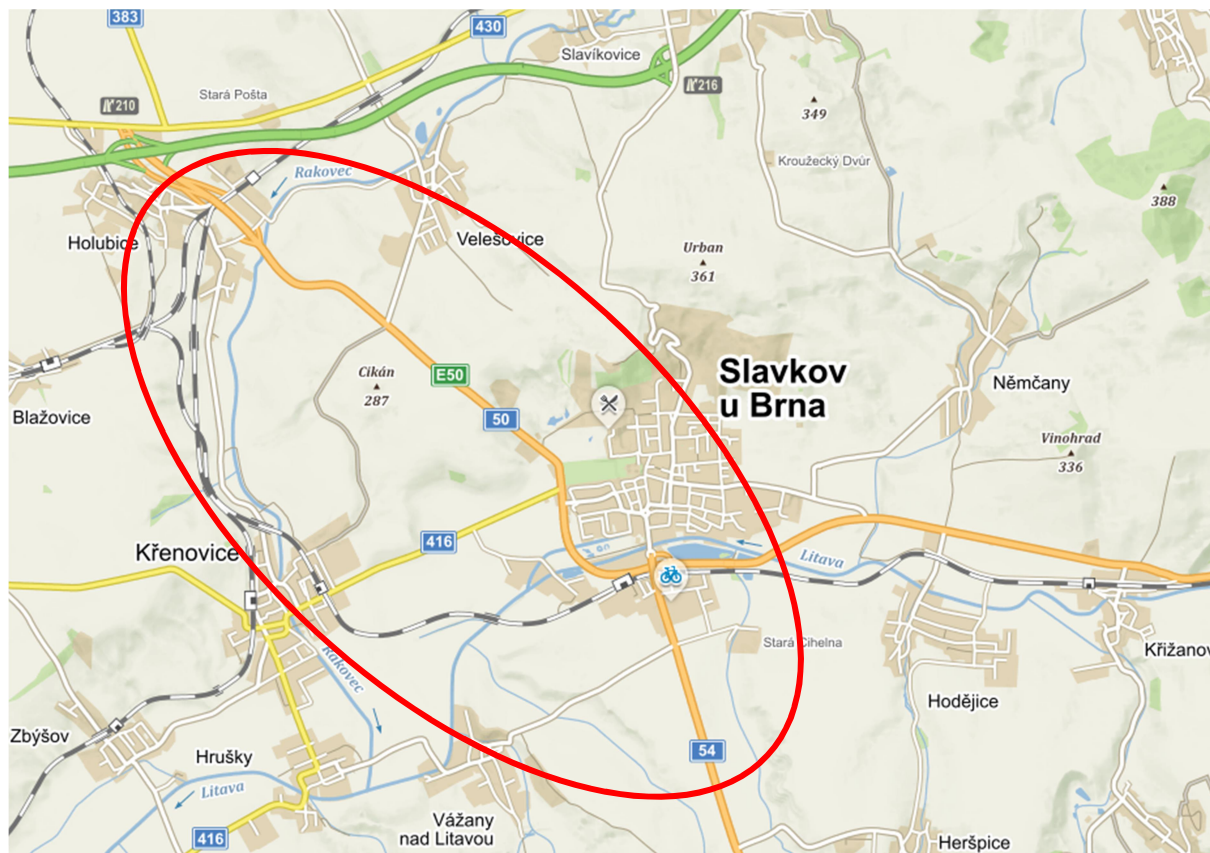 383
430
Slavíkovice
210
Stará Pošta
216
349
Kroužecký Dvůr
Rakovec
388
Holubice
Velešovice
Urban
361
Slavkov
u Brna
Cikán
287
E50
50
Němčany
Blažovice
Vinohrad
336
416
Křenovice
Litava
Stará Cihelna
Křižanov
Rakovec
Hodějice
Zbýšov
Hrušky
54
Litava
Vážany
nad Litavou
416
Heršpice